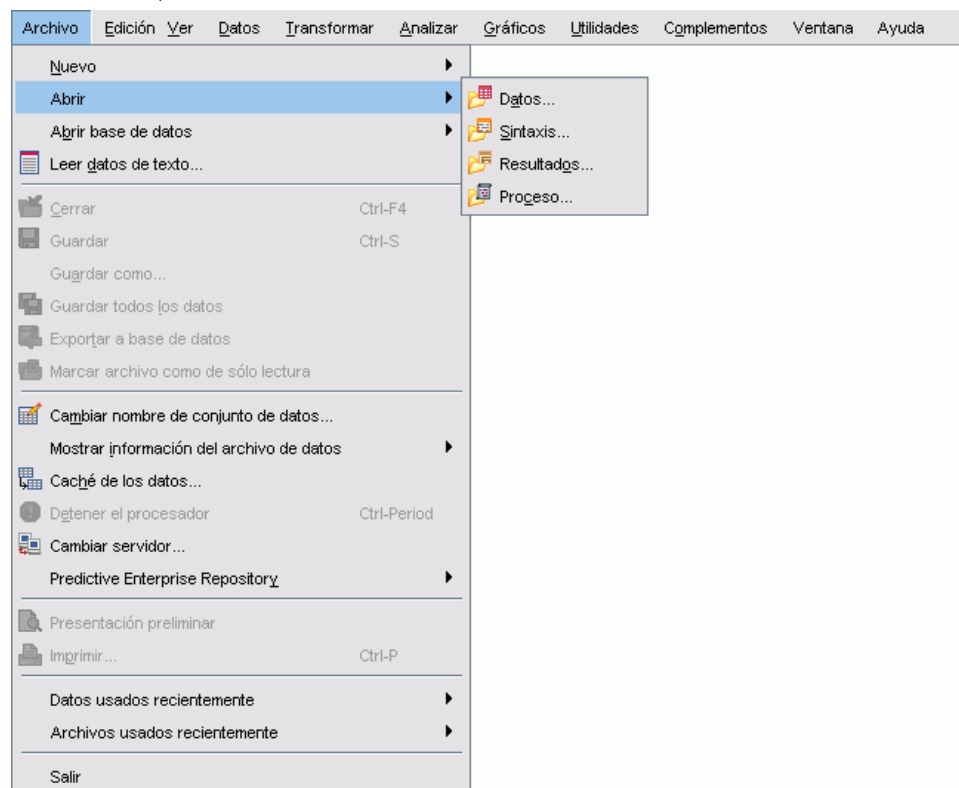 Archivo Edición Ver Datos Transformar Analizar Gráficos Utilidades Complementos Ventana Ayuda
Nuevo
Abrir
Abrir base de datos
Leer datos de texto...
Cerrar Ctrl-F4
Guardar Ctrl-S
Guardar como...
Guardar todos los datos
Exportar a base de datos
Marcar archivo como de sólo lectura
Cambiar nombre de conjunto de datos...
Mostrar información del archivo de datos
Caché de los datos...
Detener el procesador Ctrl-Period
Cambiar servidor...
Predictive Enterprise Repository
Presentación preliminar
Imprimir... Ctrl-P
Datos usados recientemente
Archivos usados recientemente
Salir
Datos...
Sintaxis...
Resultados...
Proceso...